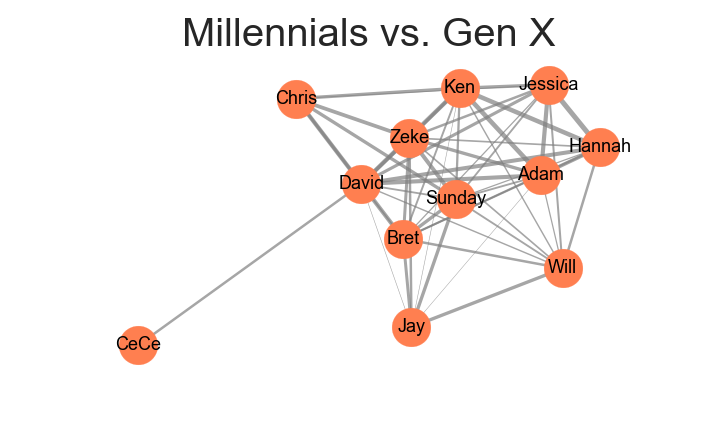 Millennials vs. Gen X
Jessica
Ken
Chris
Zeke
Hannah
Adam
David
Sunday
Bret
Will
Jay
CeCe